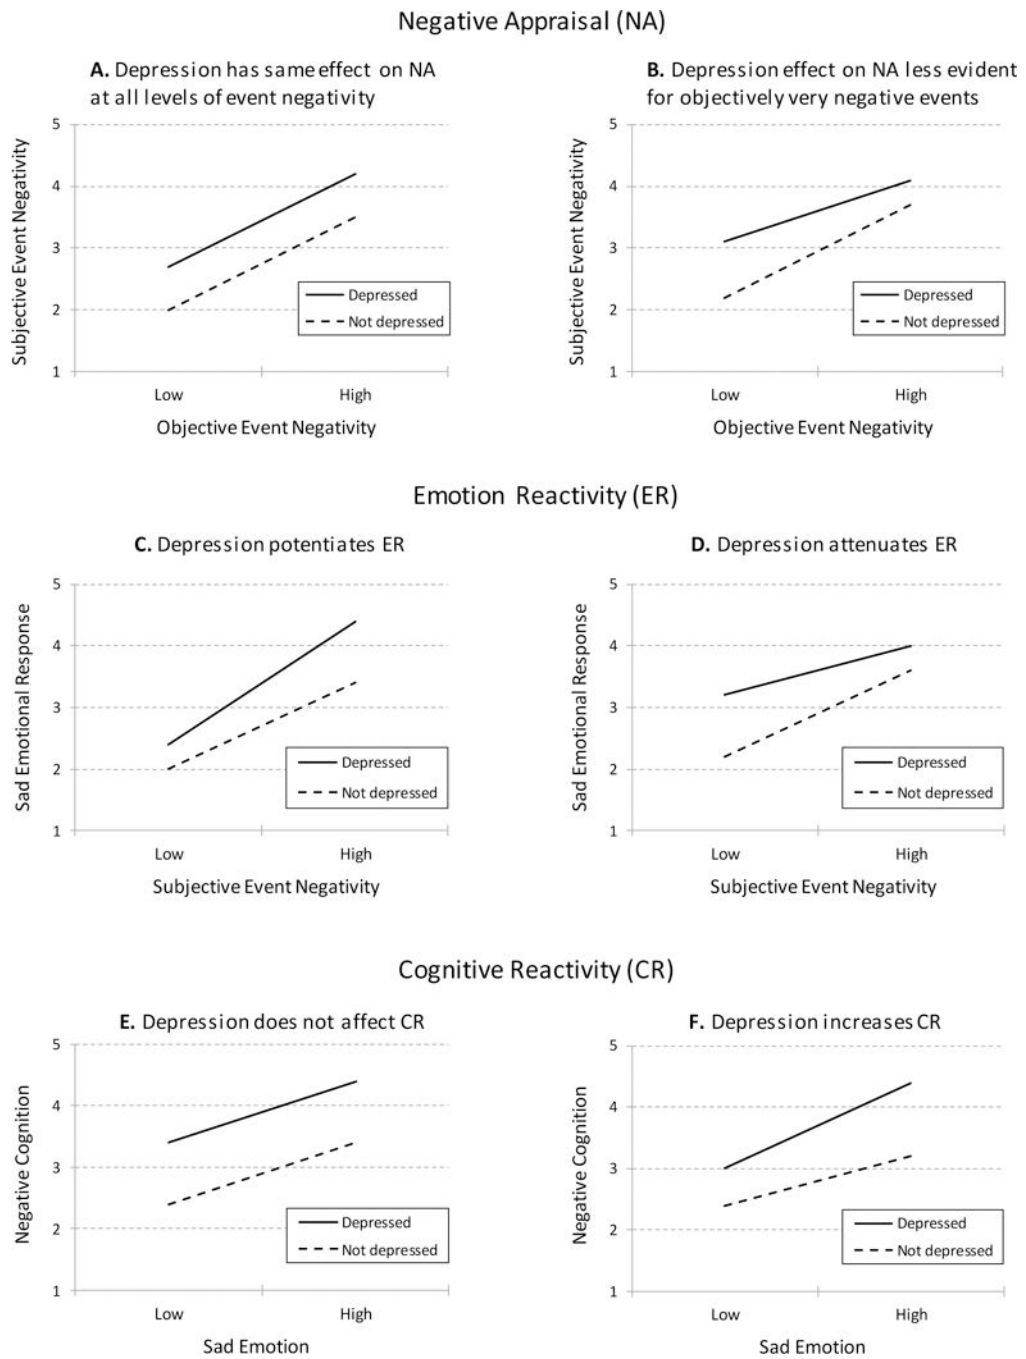 Negative Appraisal (NA)
A. Depression has same effect on NA
at all levels of event negativity
Subjective Event Negativity
5
4
3
2
1
Depressed
Not depressed
Low
High
Objective Event Negativity
B. Depression effect on NA less evident
for objectively very negative events
Subjective Event Negativity
5
4
3
2
1
Depressed
Not depressed
Low
High
Objective Event Negativity
Emotion Reactivity (ER)
C. Depression potentiates ER
Sad Emotional Response
5
4
3
2
1
Depressed
Not depressed
Low
High
Subjective Event Negativity
D. Depression attenuates ER
Sad Emotional Response
5
4
3
2
1
Depressed
Not depressed
Low
High
Subjective Event Negativity
Cognitive Reactivity (CR)
E. Depression does not affect CR
Negative Cognition
5
4
3
2
1
Depressed
Not depressed
Low
High
Sad Emotion
F. Depression increases CR
Negative Cognition
5
4
3
2
1
Depressed
Not depressed
Low
High
Sad Emotion